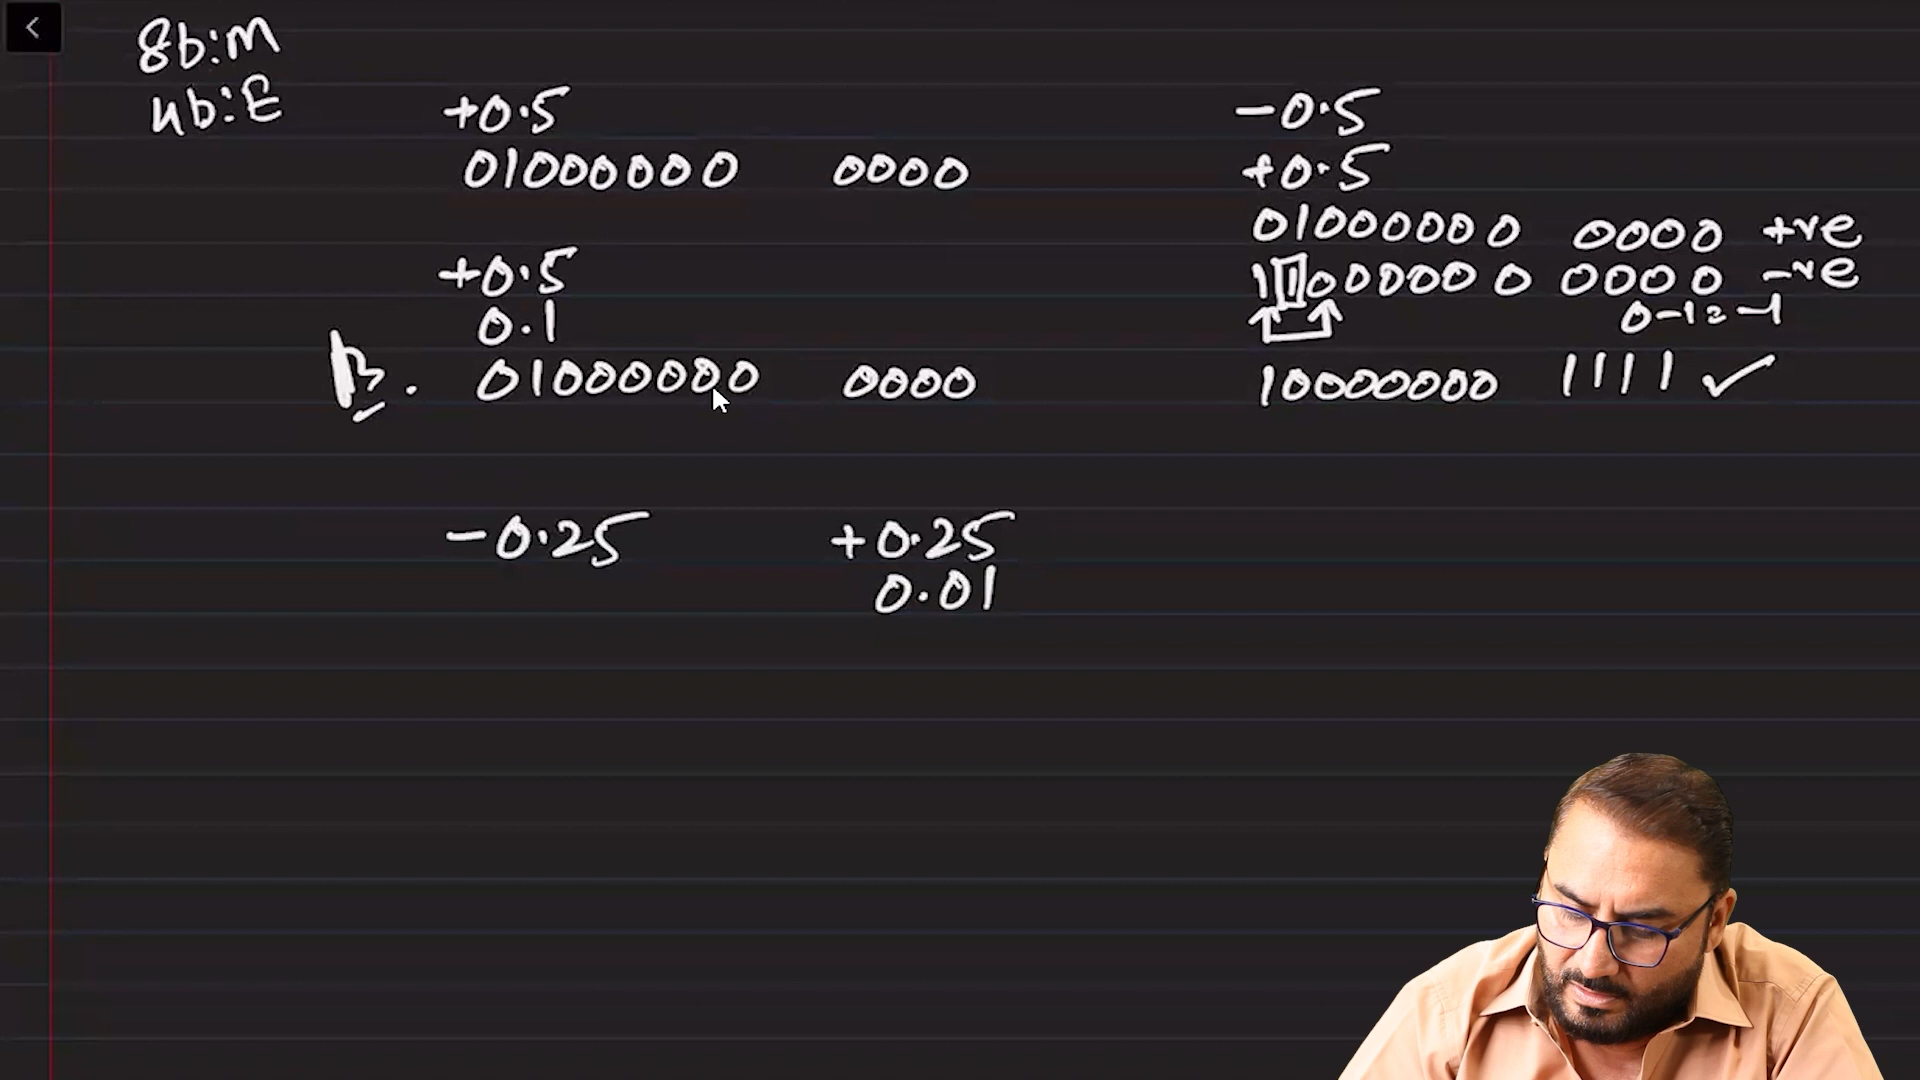 8b:M
4b:E
+0.5
01000000 0000
+0.5
0.1
01000000 0000
-0.25 +0.25
0.01
-0.5
+0.5
01000000 0000 +ve
11000000 0000 -ve
0-1=-1
10000000 1111 ✓